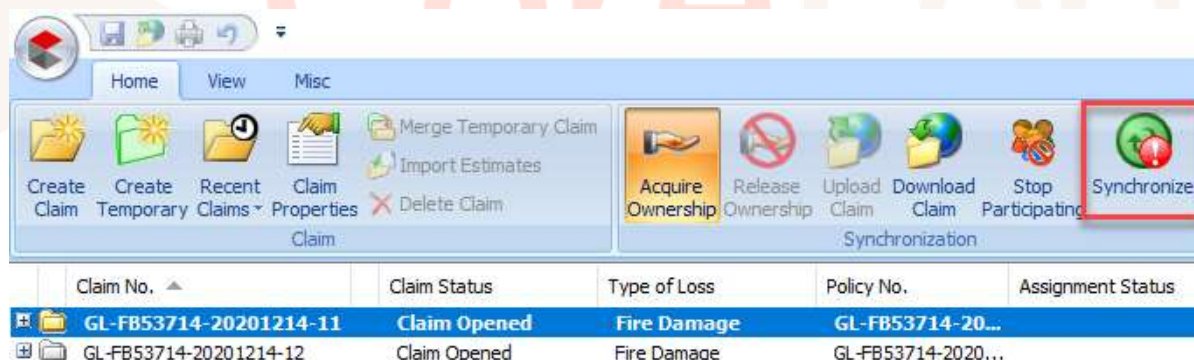 Home View Misc
Merge Temporary Claim
Import Estimates
Delete Claim
Create Claim
Create Temporary
Recent Claims
Claim Properties
Claim
Acquire Ownership
Release Ownership
Upload Claim
Download Claim
Stop Participating
Synchronize
Synchronization
Claim No. Claim Status Type of Loss Policy No. Assignment Status
GL-FB53714-20201214-11 Claim Opened Fire Damage GL-FB53714-20...
GL-FB53714-20201214-12 Claim Opened Fire Damage GL-FB53714-2020...